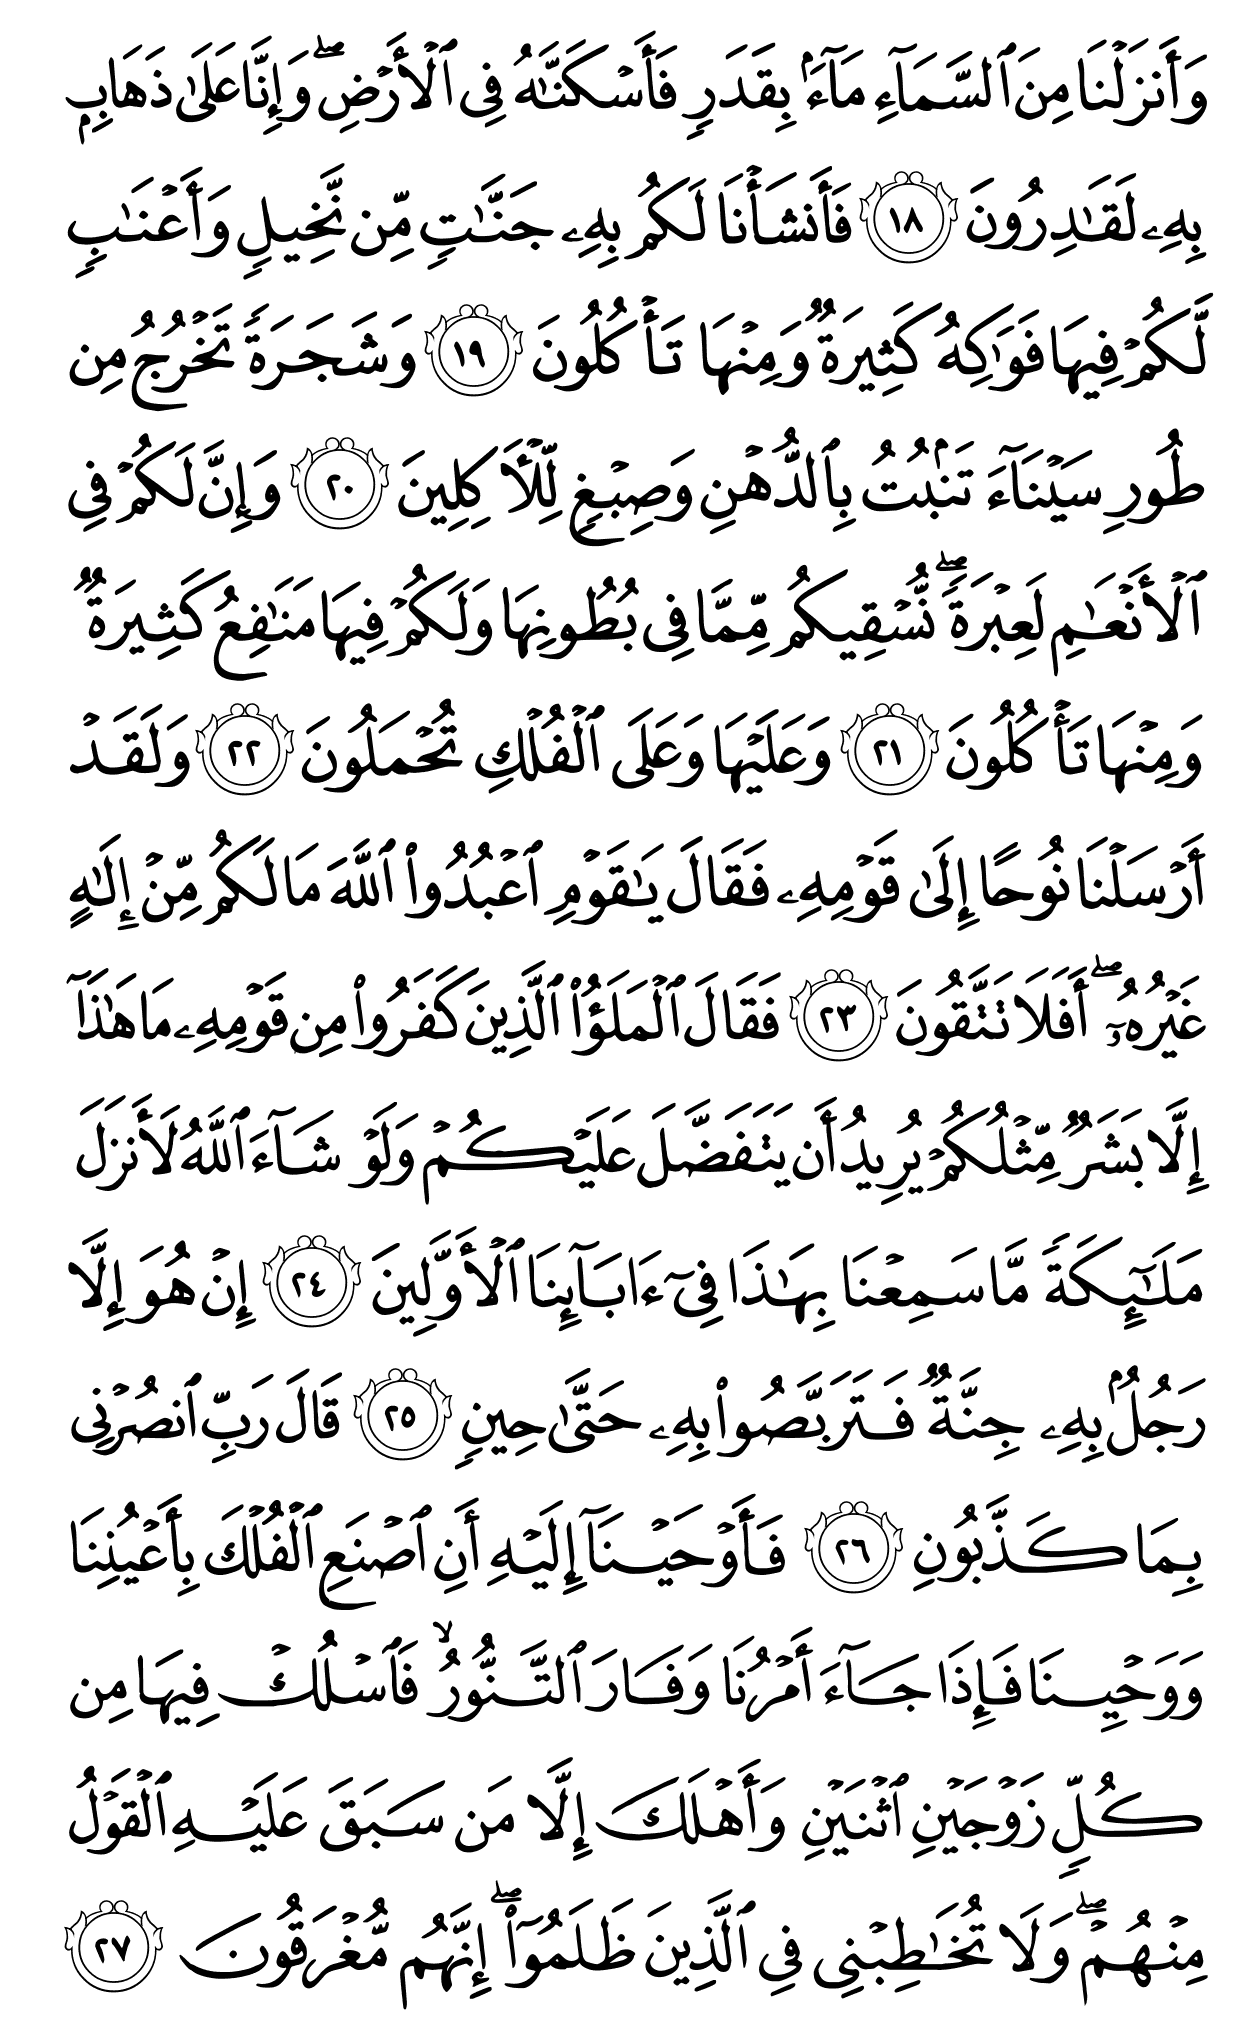 وَأَنزَلْنَا مِنَ ٱلسَّمَآءِ مَآءَۢ بِقَدَرٍ فَأَسْكَنَّٰهُ فِى ٱلْأَرْضِ ۖ وَإِنَّا عَلَىٰ ذَهَابِۭ
بِهِۦ لَقَٰدِرُونَ ١٨ فَأَنشَأْنَا لَكُم بِهِۦ جَنَّٰتٍ مِّن نَّخِيلٍ وَأَعْنَٰبٍ
لَّكُمْ فِيهَا فَوَٰكِهُ كَثِيرَةٌ وَمِنْهَا تَأْكُلُونَ ١٩ وَشَجَرَةً تَخْرُجُ مِن
طُورِ سَيْنَآءَ تَنۢبُتُ بِٱلدُّهْنِ وَصِبْغٍ لِّلْأَكِلِينَ ٢٠ وَإِنَّ لَكُمْ فِى
ٱلْأَنْعَٰمِ لَعِبْرَةً ۖ نُّسْقِيكُم مِّمَّا فِى بُطُونِهَا وَلَكُمْ فِيهَا مَنَٰفِعُ كَثِيرَةٌ
وَمِنْهَا تَأْكُلُونَ ٢١ وَعَلَيْهَا وَعَلَى ٱلْفُلْكِ تُحْمَلُونَ ٢٢ وَلَقَدْ
أَرْسَلْنَا نُوحًا إِلَىٰ قَوْمِهِۦ فَقَالَ يَٰقَوْمِ ٱعْبُدُوا۟ ٱللَّهَ مَا لَكُم مِّنْ إِلَٰهٍ
غَيْرُهُۥٓ ۖ أَفَلَا تَتَّقُونَ ٢٣ فَقَالَ ٱلْمَلَؤُا۟ ٱلَّذِينَ كَفَرُوا۟ مِن قَوْمِهِۦ مَا هَٰذَآ
إِلَّا بَشَرٌ مِّثْلُكُمْ يُرِيدُ أَن يَتَفَضَّلَ عَلَيْكُمْ وَلَوْ شَآءَ ٱللَّهُ لَأَنزَلَ
مَلَٰٓئِكَةً مَّا سَمِعْنَا بِهَٰذَا فِىٓ ءَابَآئِنَا ٱلْأَوَّلِينَ ٢٤ إِنْ هُوَ إِلَّا
رَجُلٌۢ بِهِۦ جِنَّةٌ فَتَرَبَّصُوا۟ بِهِۦ حَتَّىٰ حِينٍ ٢٥ قَالَ رَبِّ ٱنصُرْنِى
بِمَا كَذَّبُونِ ٢٦ فَأَوْحَيْنَآ إِلَيْهِ أَنِ ٱصْنَعِ ٱلْفُلْكَ بِأَعْيُنِنَا
وَوَحْيِنَا فَإِذَا جَآءَ أَمْرُنَا وَفَارَ ٱلتَّنُّورُ ۙ فَٱسْلُكْ فِيهَا مِن
كُلٍّ زَوْجَيْنِ ٱثْنَيْنِ وَأَهْلَكَ إِلَّا مَن سَبَقَ عَلَيْهِ ٱلْقَوْلُ
مِنْهُمْ ۖ وَلَا تُخَٰطِبْنِى فِى ٱلَّذِينَ ظَلَمُوٓا۟ ۖ إِنَّهُم مُّغْرَقُونَ ٢٧